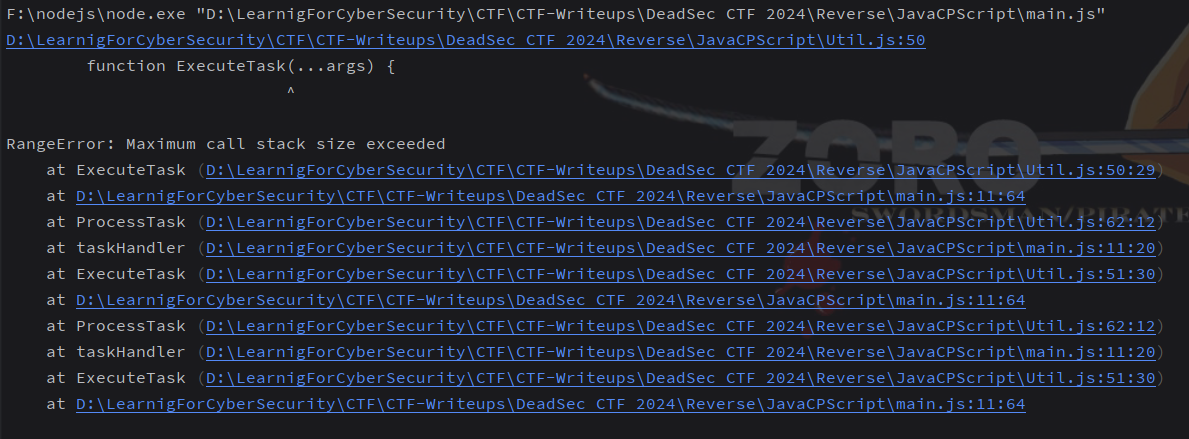 F:\nodejs\node.exe "D:\LearnigForCyberSecurity\CTF\CTF-Writeups\DeadSec CTF 2024\Reverse\JavaCPScript\main.js"
D:\LearnigForCyberSecurity\CTF\CTF-Writeups\DeadSec CTF 2024\Reverse\JavaCPScript\Util.js:50
        function ExecuteTask(...args) {
                            ^
RangeError: Maximum call stack size exceeded
    at ExecuteTask (D:\LearnigForCyberSecurity\CTF\CTF-Writeups\DeadSec CTF 2024\Reverse\JavaCPScript\Util.js:50:29)
    at D:\LearnigForCyberSecurity\CTF\CTF-Writeups\DeadSec CTF 2024\Reverse\JavaCPScript\main.js:11:64
    at ProcessTask (D:\LearnigForCyberSecurity\CTF\CTF-Writeups\DeadSec CTF 2024\Reverse\JavaCPScript\Util.js:62:12)
    at taskHandler (D:\LearnigForCyberSecurity\CTF\CTF-Writeups\DeadSec CTF 2024\Reverse\JavaCPScript\main.js:11:20)
    at ExecuteTask (D:\LearnigForCyberSecurity\CTF\CTF-Writeups\DeadSec CTF 2024\Reverse\JavaCPScript\Util.js:51:30)
    at D:\LearnigForCyberSecurity\CTF\CTF-Writeups\DeadSec CTF 2024\Reverse\JavaCPScript\main.js:11:64
    at ProcessTask (D:\LearnigForCyberSecurity\CTF\CTF-Writeups\DeadSec CTF 2024\Reverse\JavaCPScript\Util.js:62:12)
    at taskHandler (D:\LearnigForCyberSecurity\CTF\CTF-Writeups\DeadSec CTF 2024\Reverse\JavaCPScript\main.js:11:20)
    at ExecuteTask (D:\LearnigForCyberSecurity\CTF\CTF-Writeups\DeadSec CTF 2024\Reverse\JavaCPScript\Util.js:51:30)
    at D:\LearnigForCyberSecurity\CTF\CTF-Writeups\DeadSec CTF 2024\Reverse\JavaCPScript\main.js:11:64
ZORO
SWORDSMAN/PIRATE